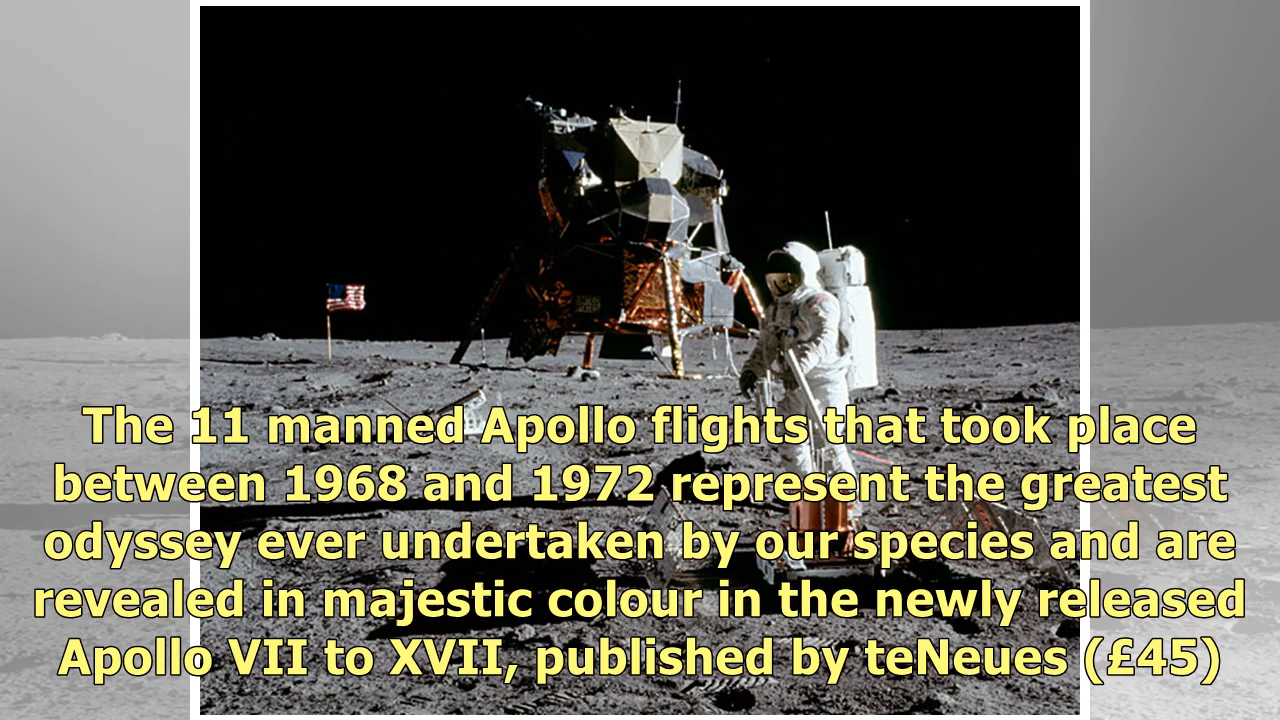 The 11 manned Apollo flights that took place
between 1968 and 1972 represent the greatest
odyssey ever undertaken by our species and are
revealed in majestic colour in the newly released
Apollo VII to XVII, published by teNeues (£45)